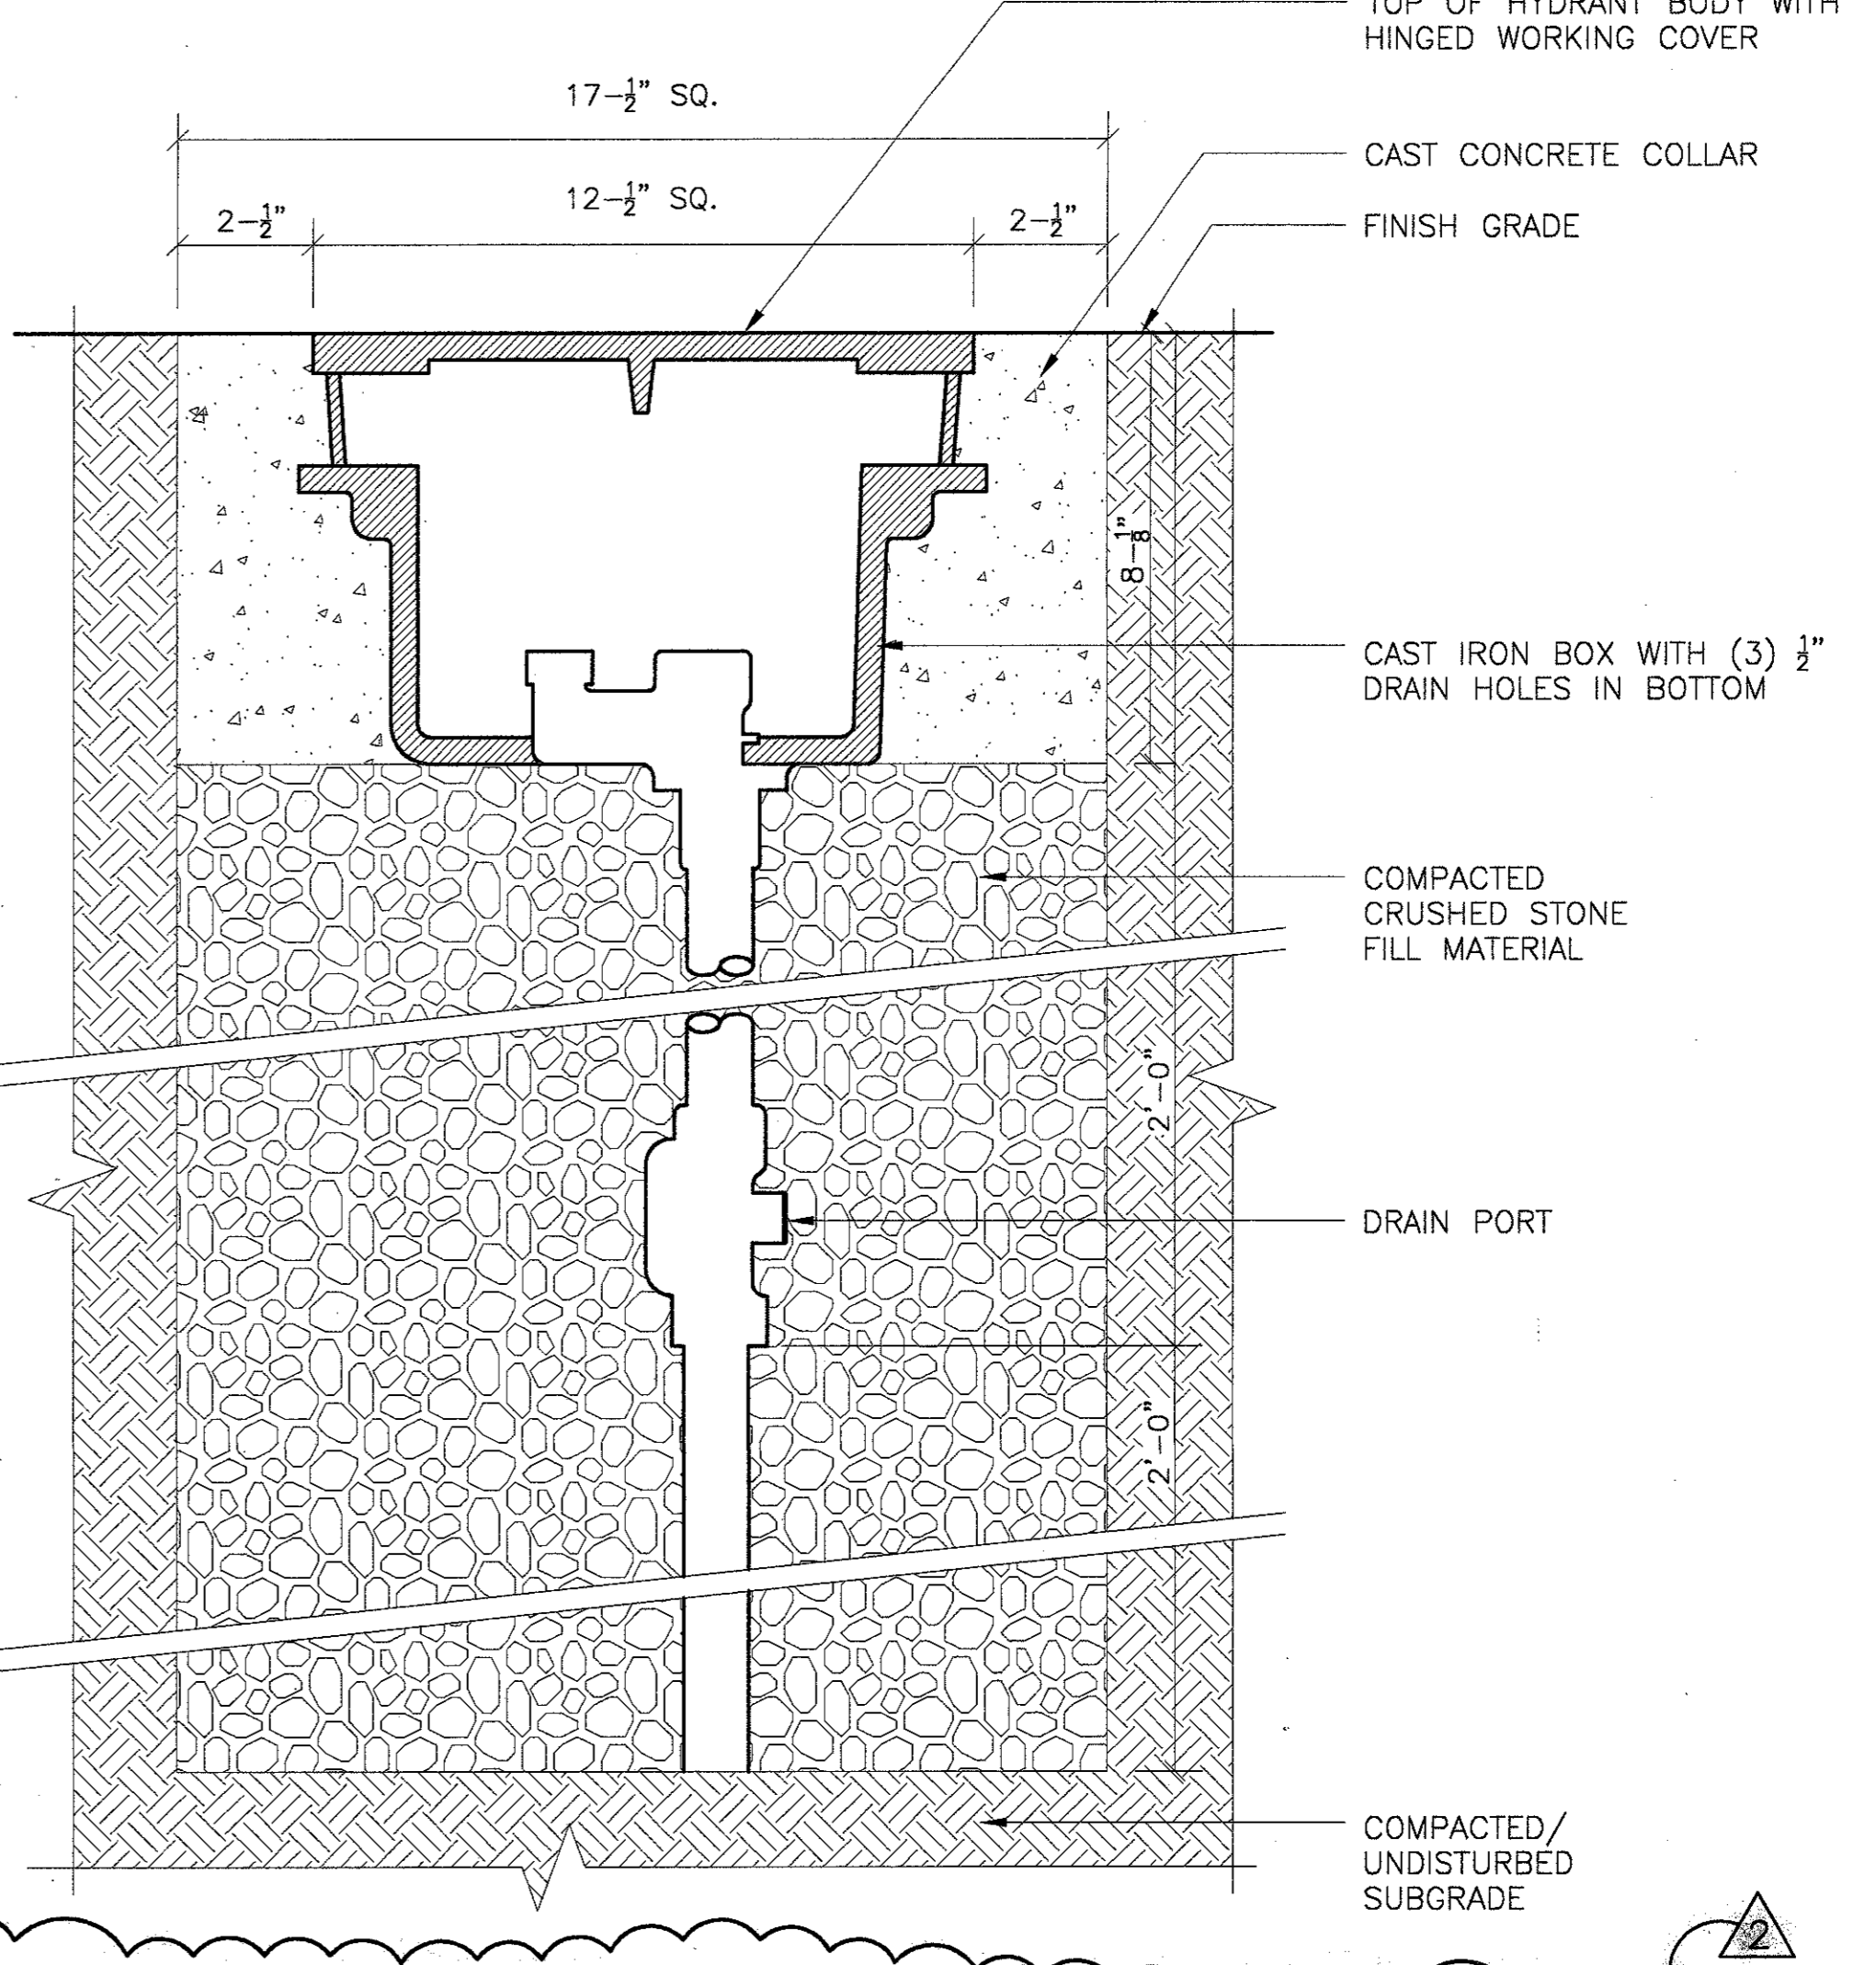 TOP OF HYDRANT BODY WITH
HINGED WORKING COVER
17-1/2" SQ.
CAST CONCRETE COLLAR
12-1/2" SQ.
2-1/2"
2-1/2"
FINISH GRADE
8-1/8"
CAST IRON BOX WITH (3) 1/2"
DRAIN HOLES IN BOTTOM
COMPACTED
CRUSHED STONE
FILL MATERIAL
2'-0"
DRAIN PORT
2'-0"
COMPACTED/
UNDISTURBED
SUBGRADE
2